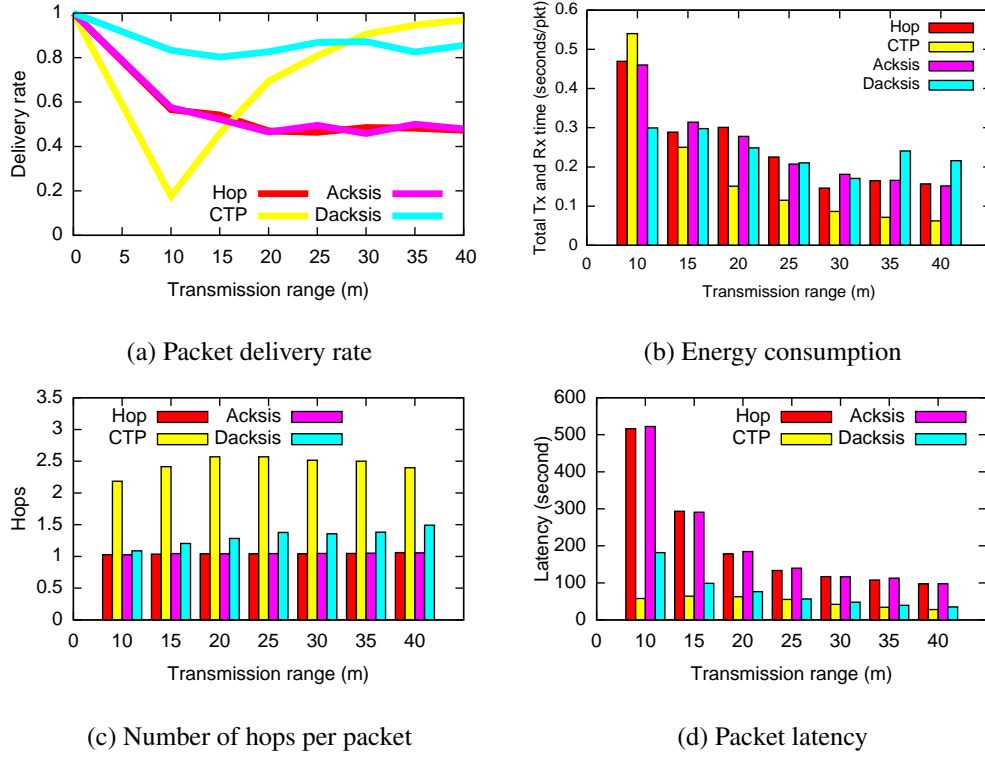 1
0.8
0.6
0.4
0.2
0
Delivery rate
Hop
CTP
Acksis
Dacksis
0 5 10 15 20 25 30 35 40
Transmission range (m)
(a) Packet delivery rate
0.6
0.5
0.4
0.3
0.2
0.1
0
Total Tx and Rx time (seconds/pkt)
Hop
CTP
Acksis
Dacksis
0 10 15 20 25 30 35 40
Transmission range (m)
(b) Energy consumption
3.5
3
2.5
2
1.5
1
0.5
0
Hops
Hop
CTP
Acksis
Dacksis
0 10 15 20 25 30 35 40
Transmission range (m)
(c) Number of hops per packet
600
500
400
300
200
100
0
Latency (second)
Hop
CTP
Acksis
Dacksis
0 10 15 20 25 30 35 40
Transmission range (m)
(d) Packet latency